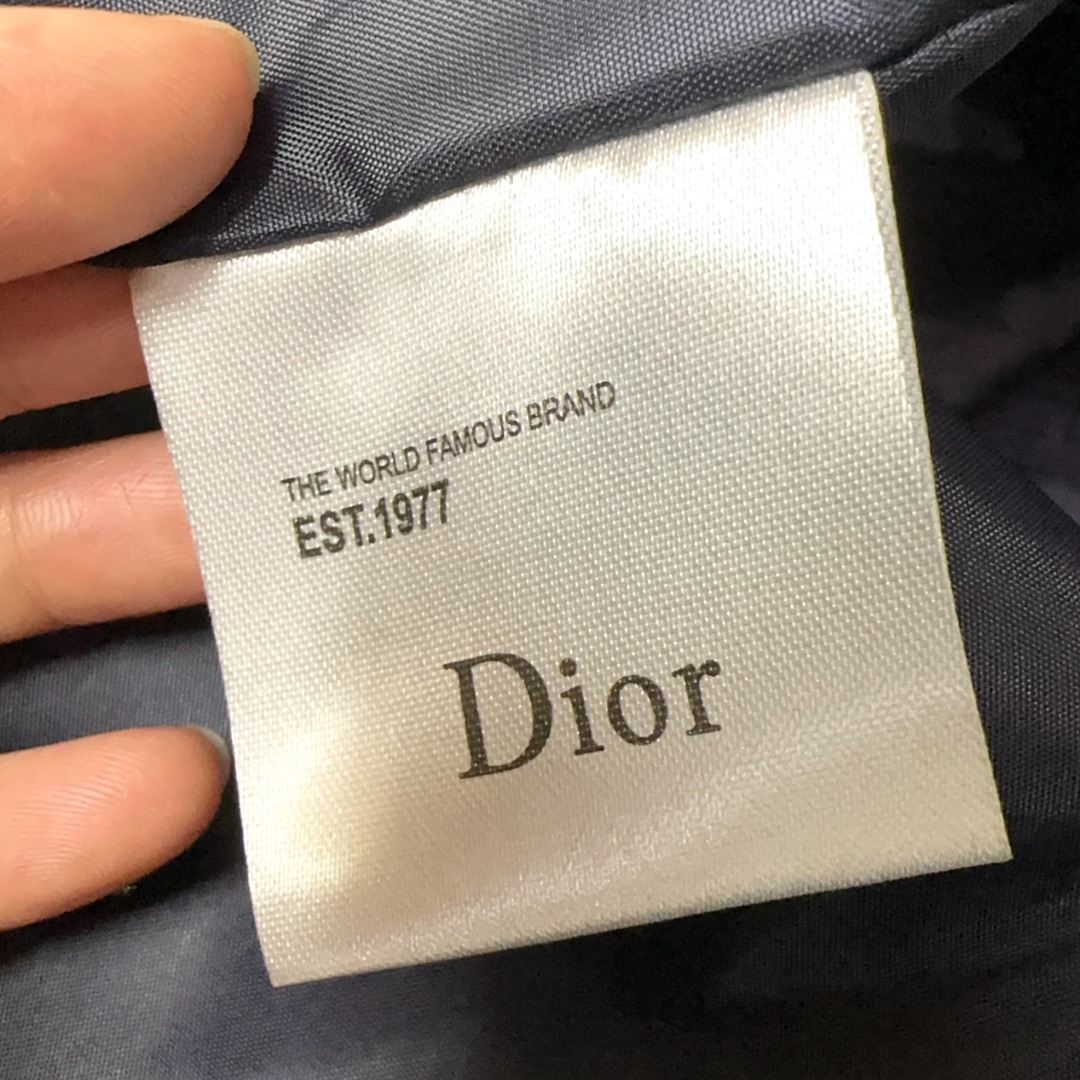 THE WORLD FAMOUS BRAND
EST.1977
Dior